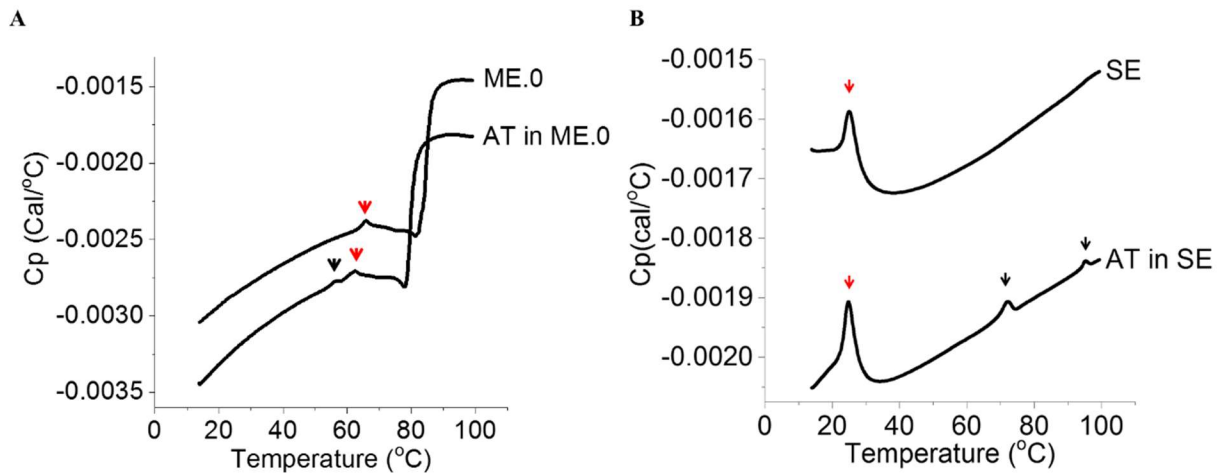 A
B
-0.0015
-0.0020
-0.0025
-0.0030
-0.0035
Cp (Cal/°C)
ME.0
AT in ME.0
0 20 40 60 80 100
Temperature (°C)
-0.0015
-0.0016
-0.0017
-0.0018
-0.0019
-0.0020
Cp(cal/°C)
SE
AT in SE
0 20 40 60 80 100
Temperature (°C)